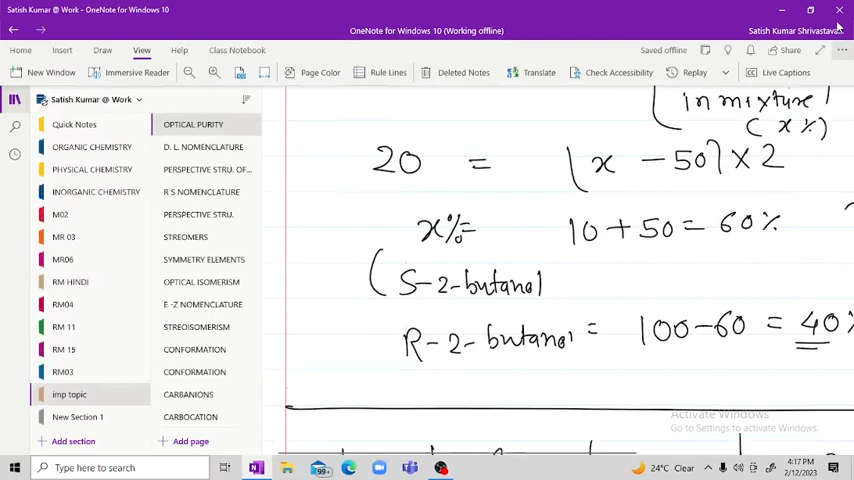 Satish Kumar @ Work - OneNote for Windows 10
OneNote for Windows 10 (Working offline)
Satish Kumar Shrivastava
Home Insert Draw View Help Class Notebook
Saved offline Share
New Window Immersive Reader Page Color Rule Lines Deleted Notes Translate Check Accessibility Replay Live Captions
Satish Kumar @ Work
Quick Notes
ORGANIC CHEMISTRY
PHYSICAL CHEMISTRY
INORGANIC CHEMISTRY
M02
MR 03
MR06
RM HINDI
RM04
RM 11
RM 15
RM03
imp topic
New Section 1
Add section
OPTICAL PURITY
D. L. NOMENCLATURE
PERSPECTIVE STRU. OF...
R S NOMENCLATURE
PERSPECTIVE STRU.
STREOMERS
SYMMETRY ELEMENTS
OPTICAL ISOMERISM
E -Z NOMENCLATURE
STREOISOMERISM
CONFORMATION
CONFORMATION
CARBANIONS
CARBOCATION
Add page
in mixture
( x %)
20 = (x - 50) × 2
x% = 10 + 50 = 60%
(S-2-butanol
R-2-butanol = 100-60 = 40%
Activate Windows
Go to Settings to activate Windows.
Type here to search
99+
24°C Clear
4:17 PM
2/12/2023